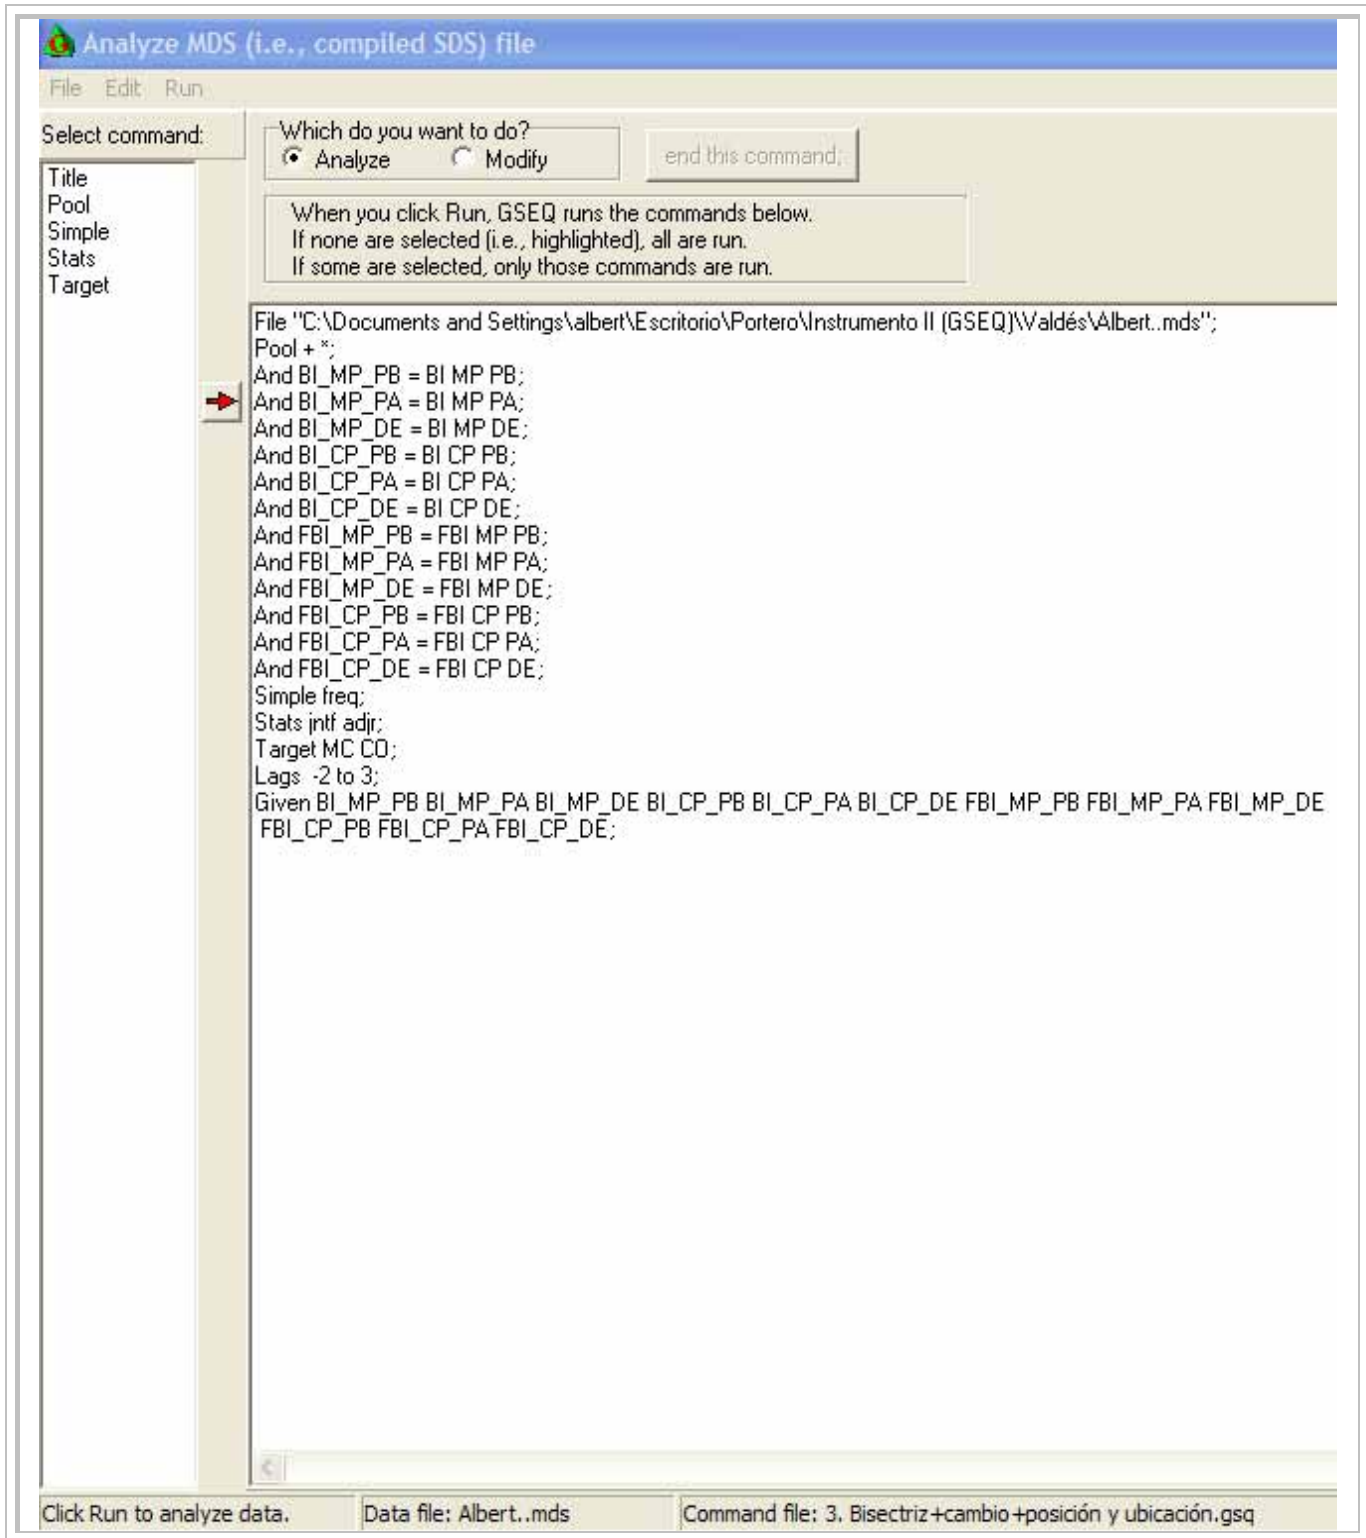 Analyze MDS (i.e., compiled SDS) file
File Edit Run
Select command:
Title
Pool
Simple
Stats
Target
Which do you want to do?
Analyze Modify
end this command;
When you click Run, GSEQ runs the commands below.
If none are selected (i.e., highlighted), all are run.
If some are selected, only those commands are run.
File "C:\Documents and Settings\albert\Escritorio\Portero\Instrumento II (GSEQ)\Valdés\Albert..mds";
Pool + *;
And BI_MP_PB = BI MP PB;
And BI_MP_PA = BI MP PA;
And BI_MP_DE = BI MP DE;
And BI_CP_PB = BI CP PB;
And BI_CP_PA = BI CP PA;
And BI_CP_DE = BI CP DE;
And FBI_MP_PB = FBI MP PB;
And FBI_MP_PA = FBI MP PA;
And FBI_MP_DE = FBI MP DE;
And FBI_CP_PB = FBI CP PB;
And FBI_CP_PA = FBI CP PA;
And FBI_CP_DE = FBI CP DE;
Simple freq;
Stats jntf adjr;
Target MC CO;
Lags -2 to 3;
Given BI_MP_PB BI_MP_PA BI_MP_DE BI_CP_PB BI_CP_PA BI_CP_DE FBI_MP_PB FBI_MP_PA FBI_MP_DE
FBI_CP_PB FBI_CP_PA FBI_CP_DE;
Click Run to analyze data. Data file: Albert..mds Command file: 3. Bisectriz+cambio+posición y ubicación.gsq